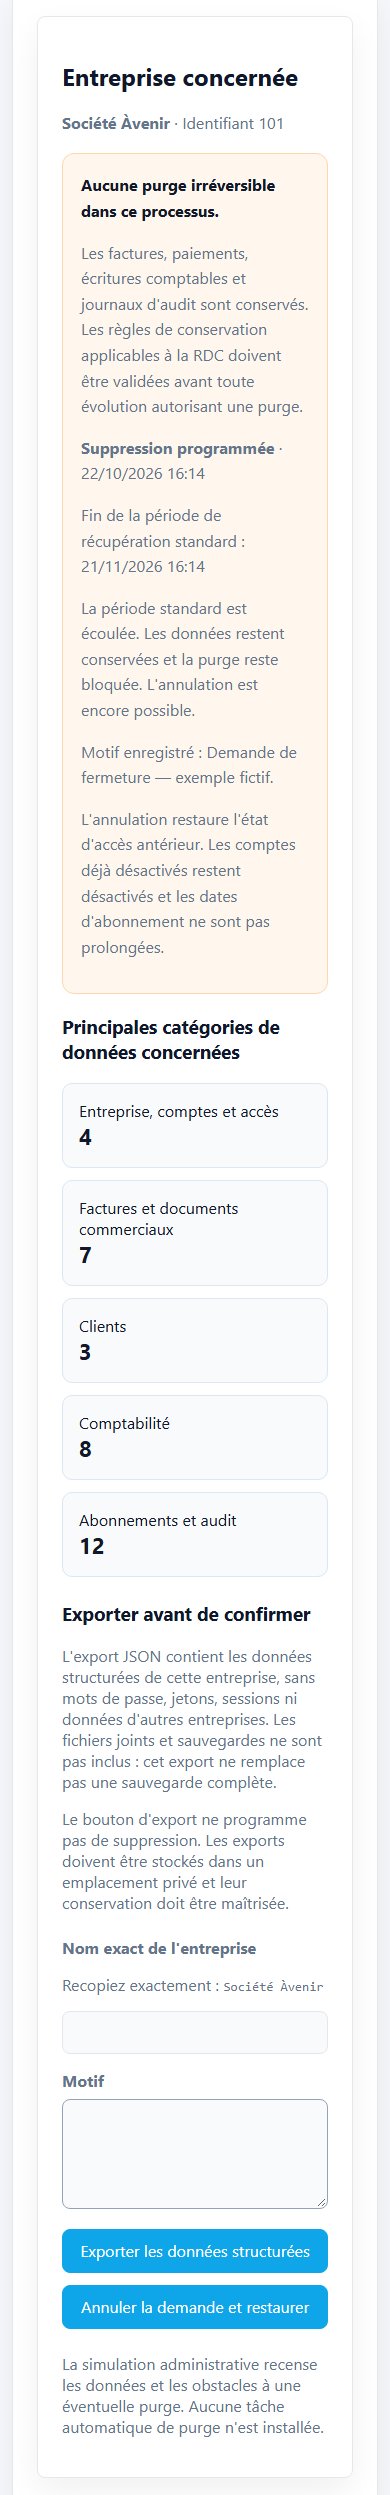 Entreprise concernée
Société Àvenir · Identifiant 101
Aucune purge irréversible
dans ce processus.
Les factures, paiements,
écritures comptables et
journaux d'audit sont conservés.
Les règles de conservation
applicables à la RDC doivent
être validées avant toute
évolution autorisant une purge.
Suppression programmée ·
22/10/2026 16:14
Fin de la période de
récupération standard :
21/11/2026 16:14
La période standard est
écoulée. Les données restent
conservées et la purge reste
bloquée. L'annulation est
encore possible.
Motif enregistré : Demande de
fermeture — exemple fictif.
L'annulation restaure l'état
d'accès antérieur. Les comptes
déjà désactivés restent
désactivés et les dates
d'abonnement ne sont pas
prolongées.
Principales catégories de
données concernées
Entreprise, comptes et accès
4
Factures et documents
commerciaux
7
Clients
3
Comptabilité
8
Abonnements et audit
12
Exporter avant de confirmer
L'export JSON contient les données
structurées de cette entreprise, sans
mots de passe, jetons, sessions ni
données d'autres entreprises. Les
fichiers joints et sauvegardes ne sont
pas inclus : cet export ne remplace
pas une sauvegarde complète.
Le bouton d'export ne programme
pas de suppression. Les exports
doivent être stockés dans un
emplacement privé et leur
conservation doit être maîtrisée.
Nom exact de l'entreprise
Recopiez exactement : Société Àvenir
Motif
Exporter les données structurées
Annuler la demande et restaurer
La simulation administrative recense
les données et les obstacles à une
éventuelle purge. Aucune tâche
automatique de purge n'est installée.